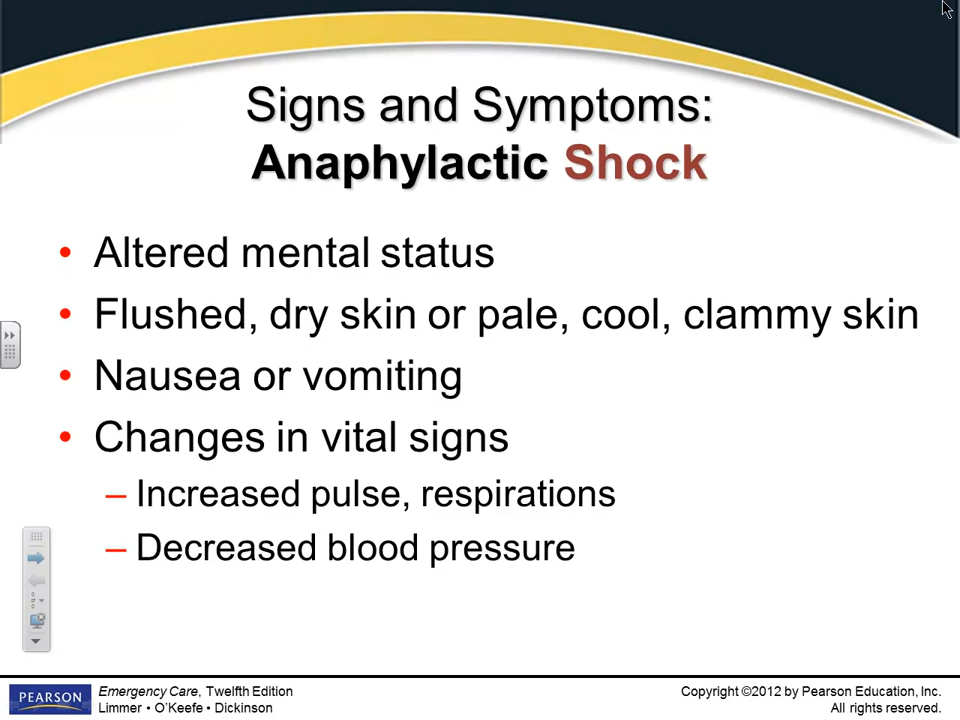 Signs and Symptoms:
Anaphylactic Shock
• Altered mental status
• Flushed, dry skin or pale, cool, clammy skin
• Nausea or vomiting
• Changes in vital signs
– Increased pulse, respirations
– Decreased blood pressure
PEARSON
Emergency Care, Twelfth Edition
Limmer • O’Keefe • Dickinson
Copyright ©2012 by Pearson Education, Inc.
All rights reserved.